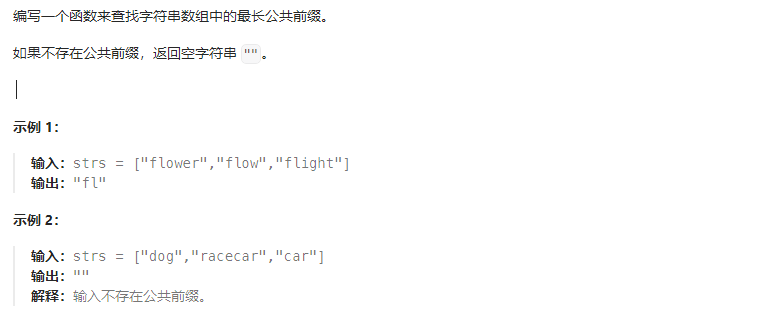 编写一个函数来查找字符串数组中的最长公共前缀。
如果不存在公共前缀，返回空字符串 ""。
示例 1：
输入：strs = ["flower","flow","flight"]
输出："fl"
示例 2：
输入：strs = ["dog","racecar","car"]
输出：""
解释：输入不存在公共前缀。